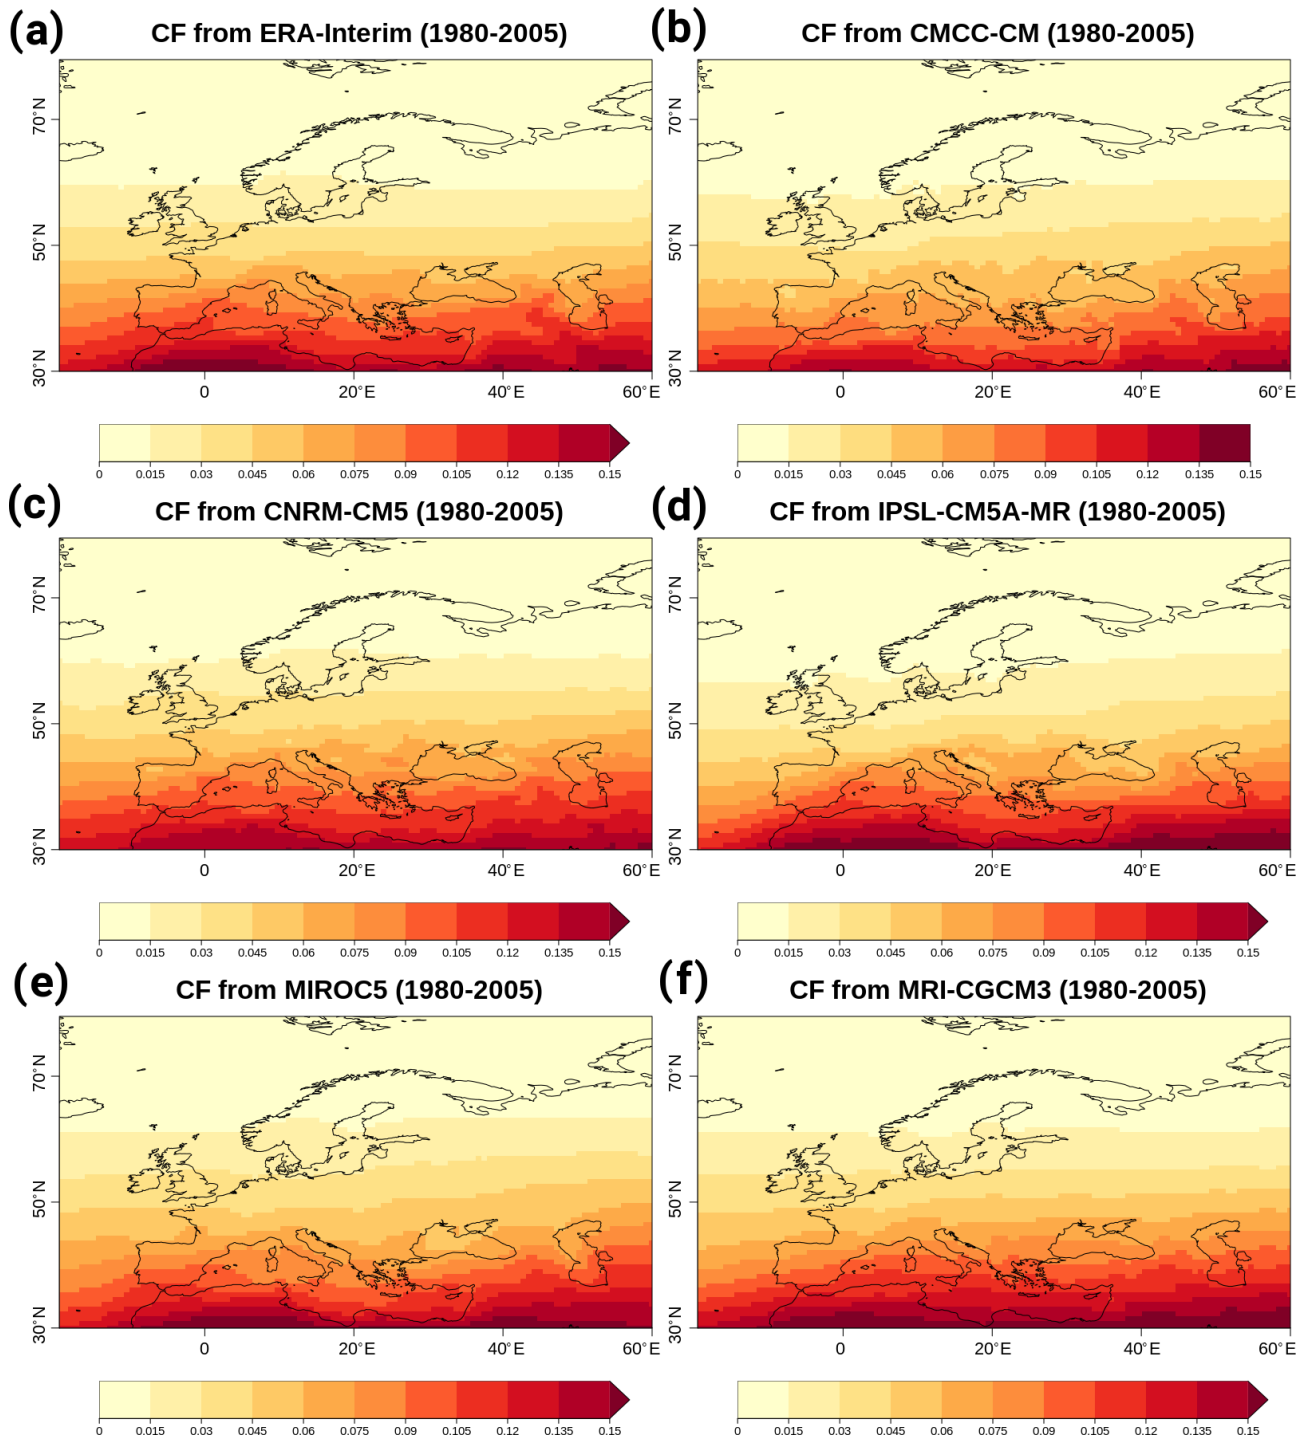 (a) CF from ERA-Interim (1980-2005)
70°N
50°N
30°N
0 20°E 40°E 60°E
0 0.015 0.03 0.045 0.06 0.075 0.09 0.105 0.12 0.135 0.15
(b) CF from CMCC-CM (1980-2005)
70°N
50°N
30°N
0 20°E 40°E 60°E
0 0.015 0.03 0.045 0.06 0.075 0.09 0.105 0.12 0.135 0.15
(c) CF from CNRM-CM5 (1980-2005)
70°N
50°N
30°N
0 20°E 40°E 60°E
0 0.015 0.03 0.045 0.06 0.075 0.09 0.105 0.12 0.135 0.15
(d) CF from IPSL-CM5A-MR (1980-2005)
70°N
50°N
30°N
0 20°E 40°E 60°E
0 0.015 0.03 0.045 0.06 0.075 0.09 0.105 0.12 0.135 0.15
(e) CF from MIROC5 (1980-2005)
70°N
50°N
30°N
0 20°E 40°E 60°E
0 0.015 0.03 0.045 0.06 0.075 0.09 0.105 0.12 0.135 0.15
(f) CF from MRI-CGCM3 (1980-2005)
70°N
50°N
30°N
0 20°E 40°E 60°E
0 0.015 0.03 0.045 0.06 0.075 0.09 0.105 0.12 0.135 0.15